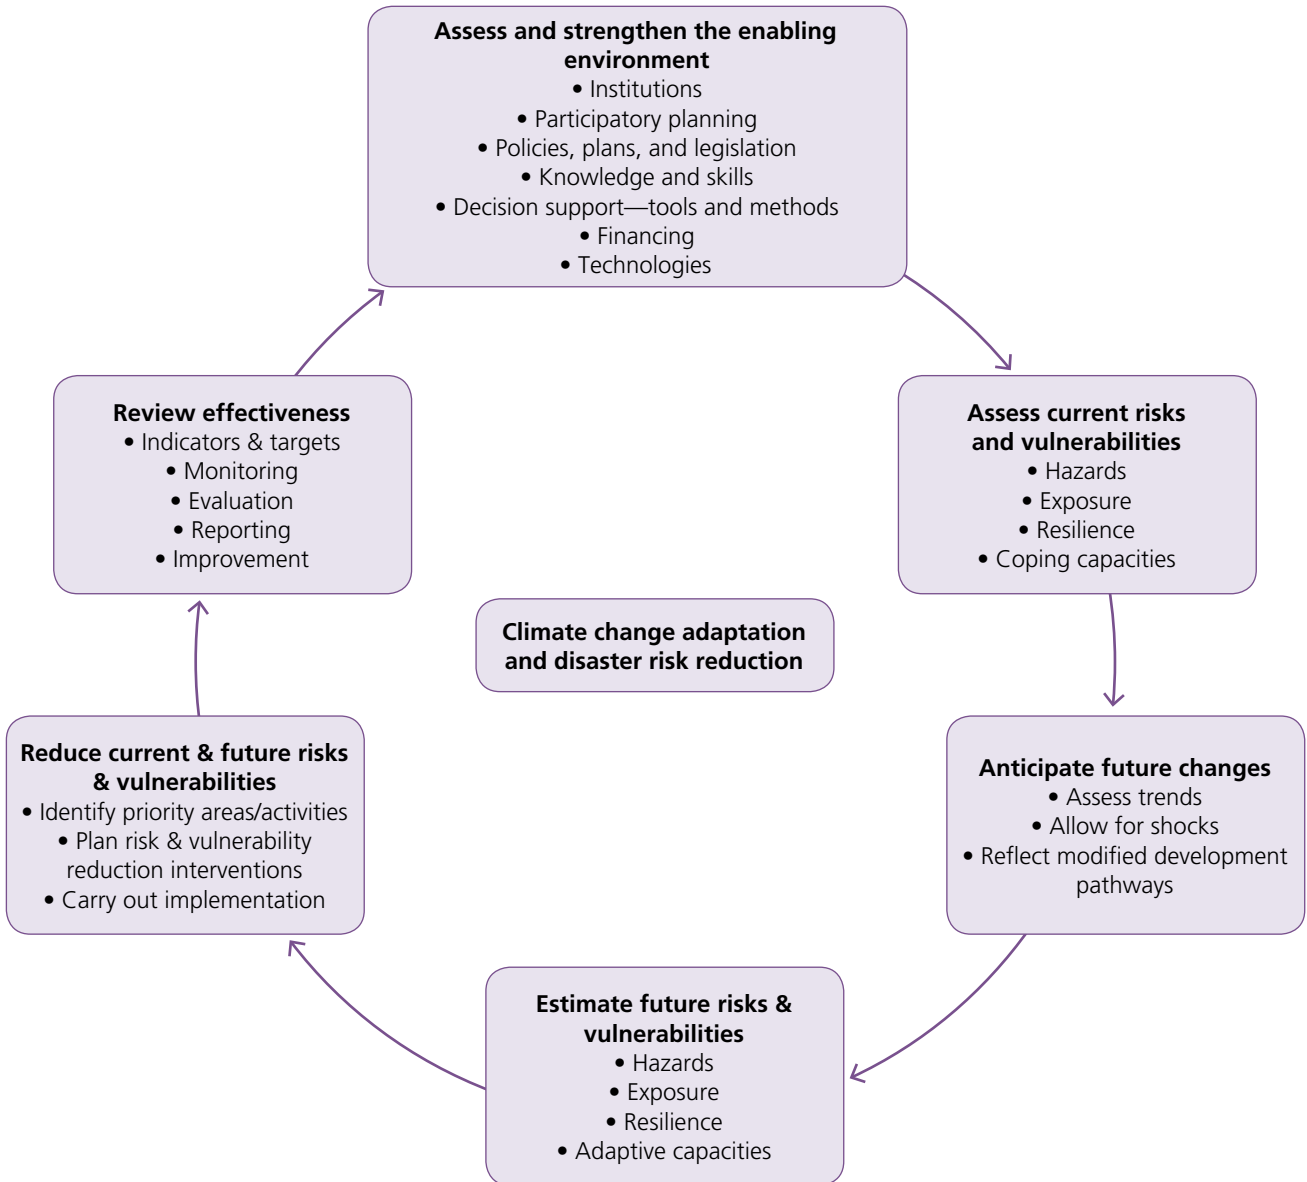 Assess and strengthen the enabling
environment
• Institutions
• Participatory planning
• Policies, plans, and legislation
• Knowledge and skills
• Decision support—tools and methods
• Financing
• Technologies
Assess current risks
and vulnerabilities
• Hazards
• Exposure
• Resilience
• Coping capacities
Anticipate future changes
• Assess trends
• Allow for shocks
• Reflect modified development
pathways
Estimate future risks &
vulnerabilities
• Hazards
• Exposure
• Resilience
• Adaptive capacities
Reduce current & future risks
& vulnerabilities
• Identify priority areas/activities
• Plan risk & vulnerability
reduction interventions
• Carry out implementation
Review effectiveness
• Indicators & targets
• Monitoring
• Evaluation
• Reporting
• Improvement
Climate change adaptation
and disaster risk reduction